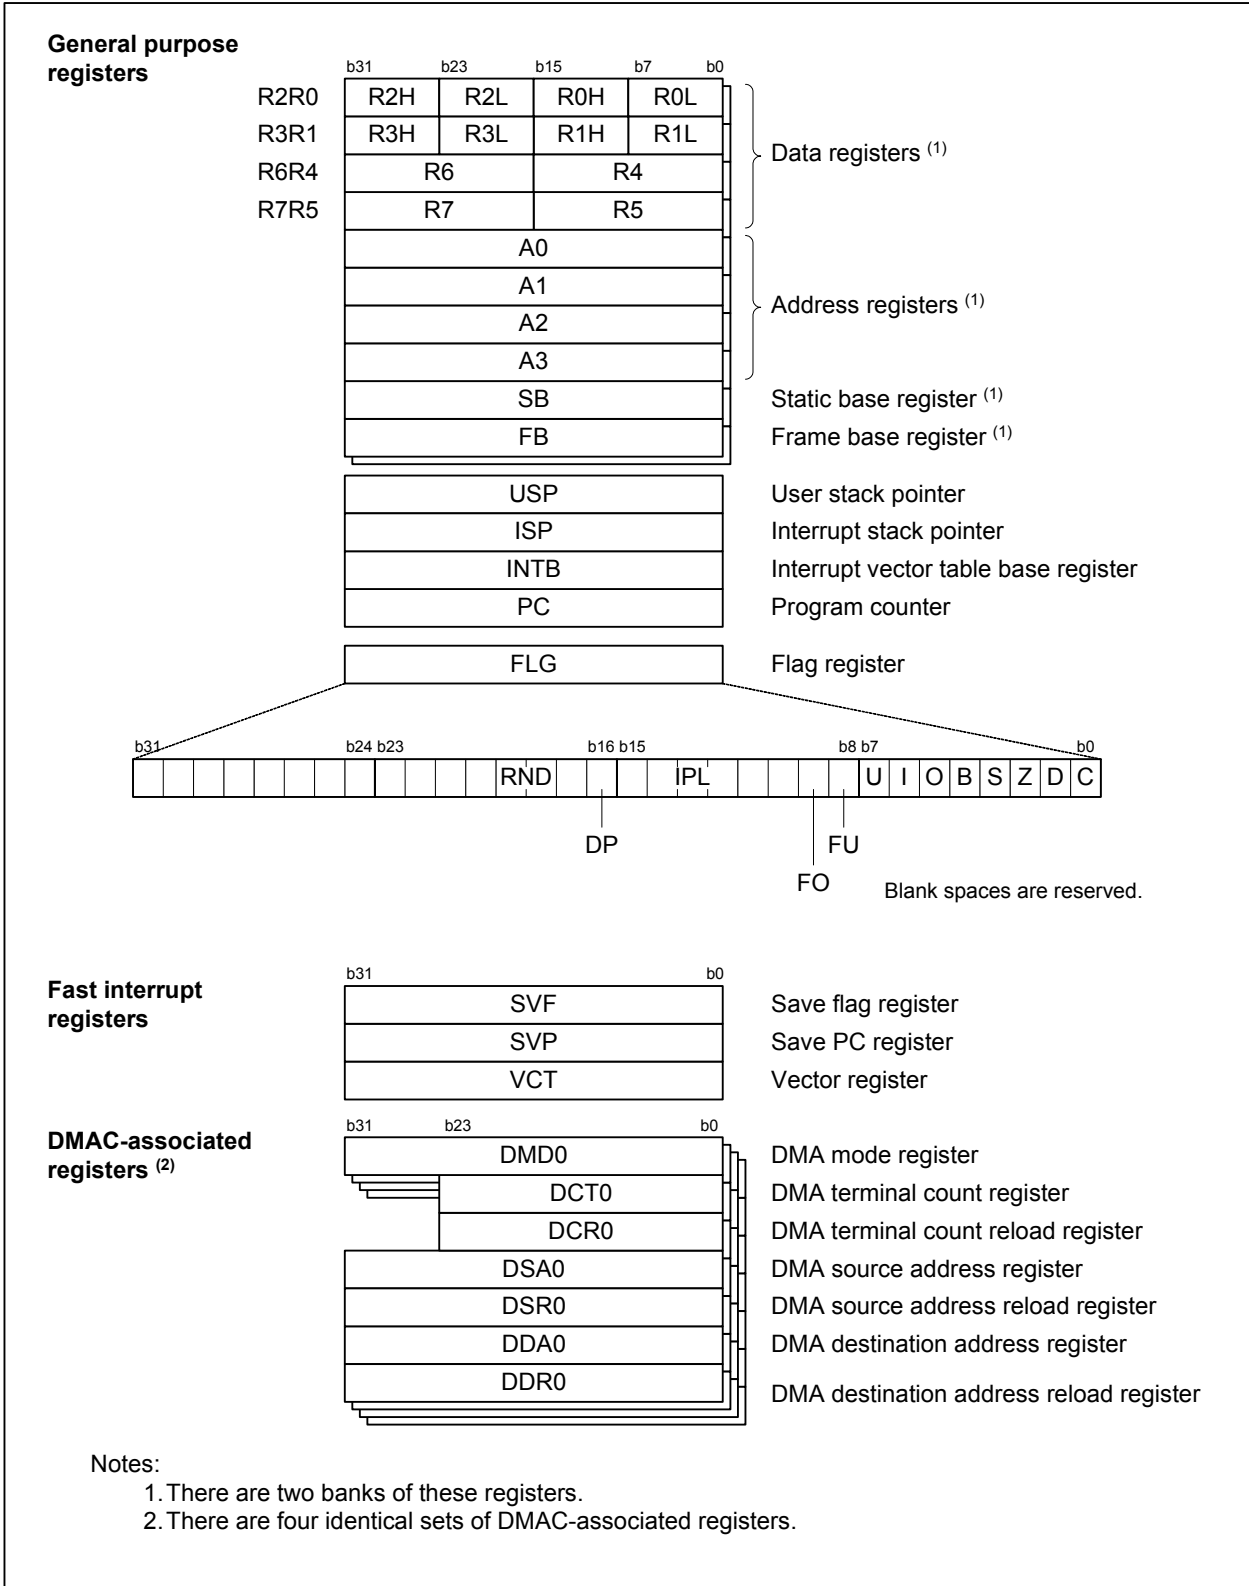 General purpose
registers
b31 b23 b15 b7 b0
R2R0 R2H R2L R0H R0L
R3R1 R3H R3L R1H R1L
Data registers (1)
R6R4 R6 R4
R7R5 R7 R5
A0
A1
A2
Address registers (1)
A3
SB Static base register (1)
FB Frame base register (1)
USP User stack pointer
ISP Interrupt stack pointer
INTB Interrupt vector table base register
PC Program counter
FLG Flag register
b31 b24 b23 b16 b15 b8 b7 b0
RND IPL U I O B S Z D C
DP FU
FO
Blank spaces are reserved.
Fast interrupt
registers
b31 b0
SVF Save flag register
SVP Save PC register
VCT Vector register
DMAC-associated
registers (2)
b31 b23 b0
DMD0 DMA mode register
DCT0 DMA terminal count register
DCR0 DMA terminal count reload register
DSA0 DMA source address register
DSR0 DMA source address reload register
DDA0 DMA destination address register
DDR0 DMA destination address reload register
Notes:
1. There are two banks of these registers.
2. There are four identical sets of DMAC-associated registers.